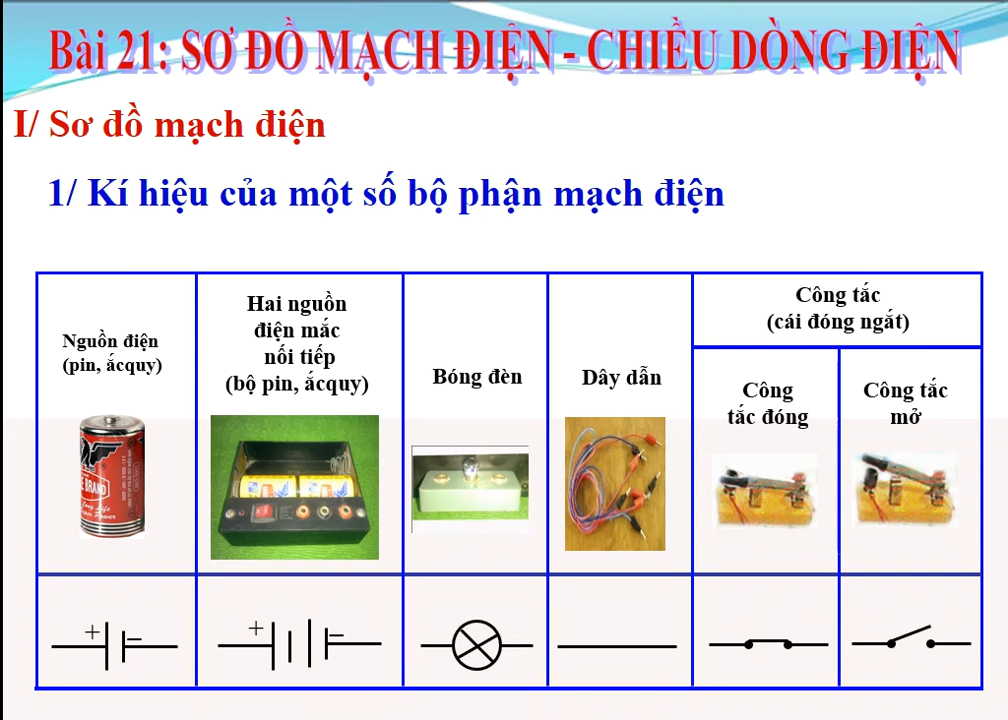 Bài 21: SƠ ĐỒ MẠCH ĐIỆN - CHIỀU DÒNG ĐIỆN
I/ Sơ đồ mạch điện
1/ Kí hiệu của một số bộ phận mạch điện
Nguồn điện
(pin, ắcquy)
Hai nguồn
điện mắc
nối tiếp
(bộ pin, ắcquy)
Bóng đèn
Dây dẫn
Công tắc
(cái đóng ngắt)
Công
tắc đóng
Công tắc
mở
BRAND
+ −
+ −